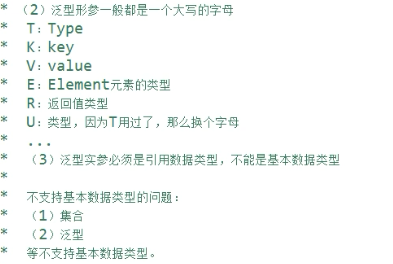 * （2）泛型形参一般都是一个大写的字母
* T：Type
* K：key
* V：value
* E：Element元素的类型
* R：返回值类型
* U：类型，因为T用过了，那么换个字母
* ...
* （3）泛型实参必须是引用数据类型，不能是基本数据类型
*
* 不支持基本数据类型的问题：
* （1）集合
* （2）泛型
* 等不支持基本数据类型。